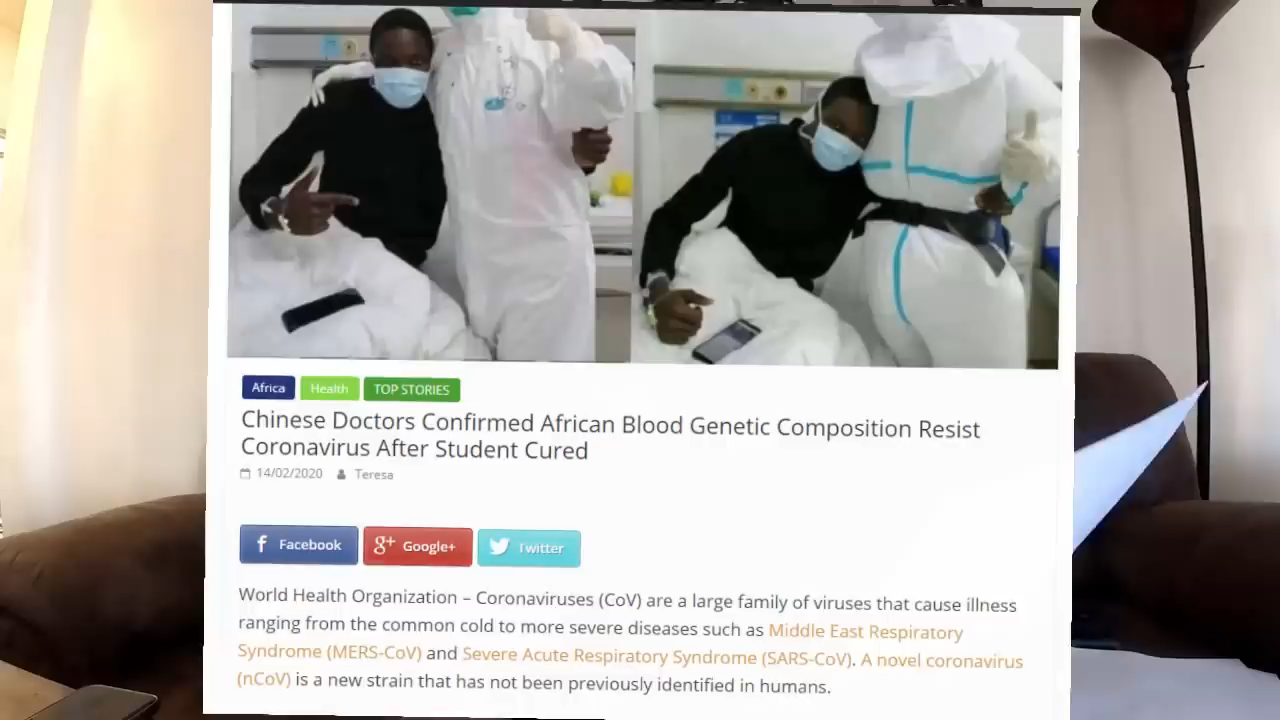 Africa Health TOP STORIES
Chinese Doctors Confirmed African Blood Genetic Composition Resist
Coronavirus After Student Cured
14/02/2020 Teresa
f Facebook g+ Google+ Twitter
World Health Organization – Coronaviruses (CoV) are a large family of viruses that cause illness
ranging from the common cold to more severe diseases such as Middle East Respiratory
Syndrome (MERS-CoV) and Severe Acute Respiratory Syndrome (SARS-CoV). A novel coronavirus
(nCoV) is a new strain that has not been previously identified in humans.